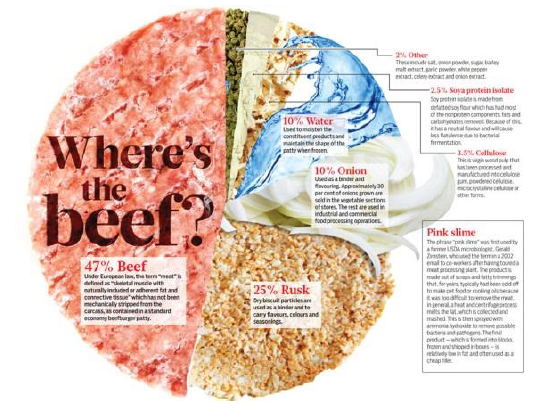 Where's
the
beef?
47% Beef
Under European law, the term "meat" is
defined as "skeletal muscle with
naturally included or adherent fat and
connective tissue" which has not been
mechanically stripped from the
carcass, as contained in a standard
economy beefburger patty.
2% Other
These include salt, onion powder, sugar, barley
malt extract, garlic powder, white pepper
extract, celery extract and onion extract.
2.5% Soya protein isolate
Soy protein isolate is made from
defatted soy flour which has had most
of the nonprotein components, fats and
carbohydrates removed. Because of this,
it has a neutral flavour and will cause
less flatulence due to bacterial
fermentation.
3.5% Cellulose
This is virgin wood pulp that
has been processed and
manufactured into cellulose
gum, powdered cellulose,
microcrystalline cellulose or
other forms.
10% Water
Used to moisten the
constituent products and
maintain the shape of the
patty when frozen.
10% Onion
Used as a binder and
flavouring. Approximately 30
per cent of onions grown are
sold in the vegetable sections
of stores. The rest are used in
industrial and commercial
food processing operations.
25% Rusk
Dry biscuit particles are
used as a binder and to
carry flavours, colours and
seasonings.
Pink slime
The phrase "pink slime" was first used by
a former USDA microbiologist, Gerald
Zirnstein, who used the term in a 2002
email to co-workers after having toured a
meat processing plant. The product is
made out of scraps and fatty trimmings
that, for years, typically had been sold off
to make pet food or cooking oils because
it was too difficult to remove the meat.
In general, a heat and centrifuge process
melts the fat, which is collected and
mashed. This is then sprayed with
ammonia hydroxide to remove possible
bacteria and pathogens. The final
product – which is formed into blocks,
frozen and shipped in boxes – is
relatively low in fat and often used as a
cheap filler.